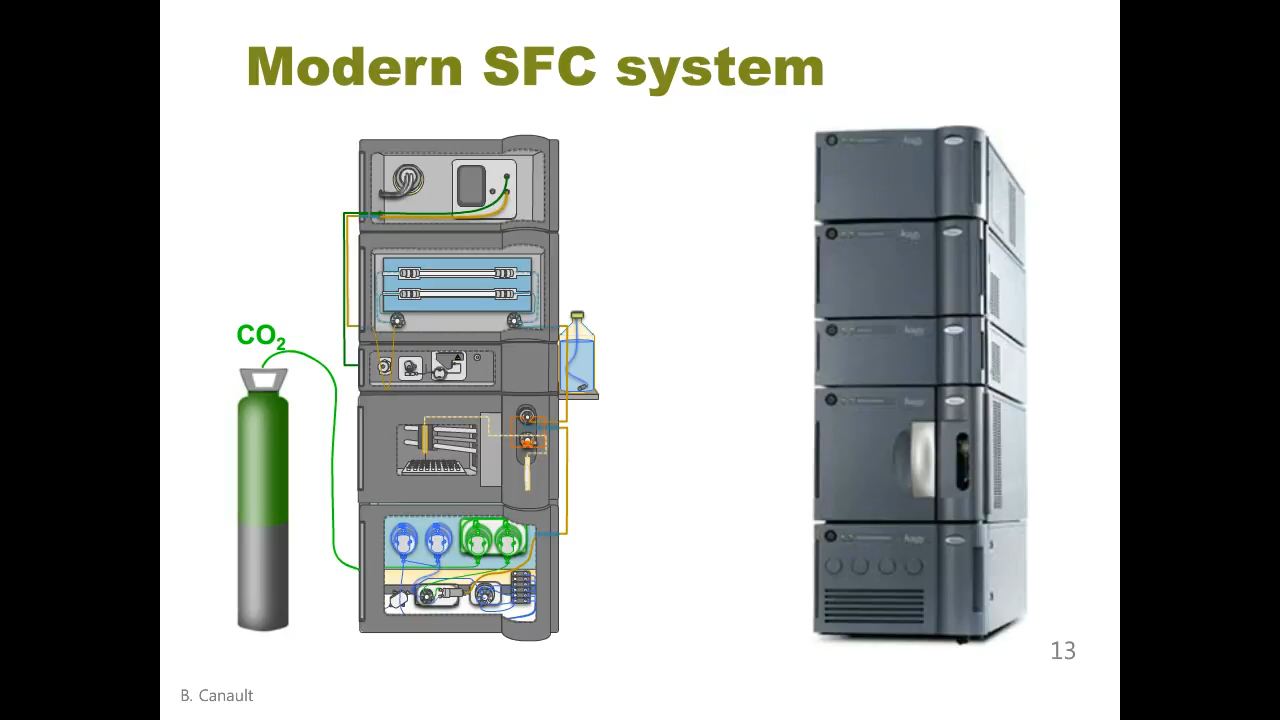 Modern SFC system
CO₂
13
B. Canault